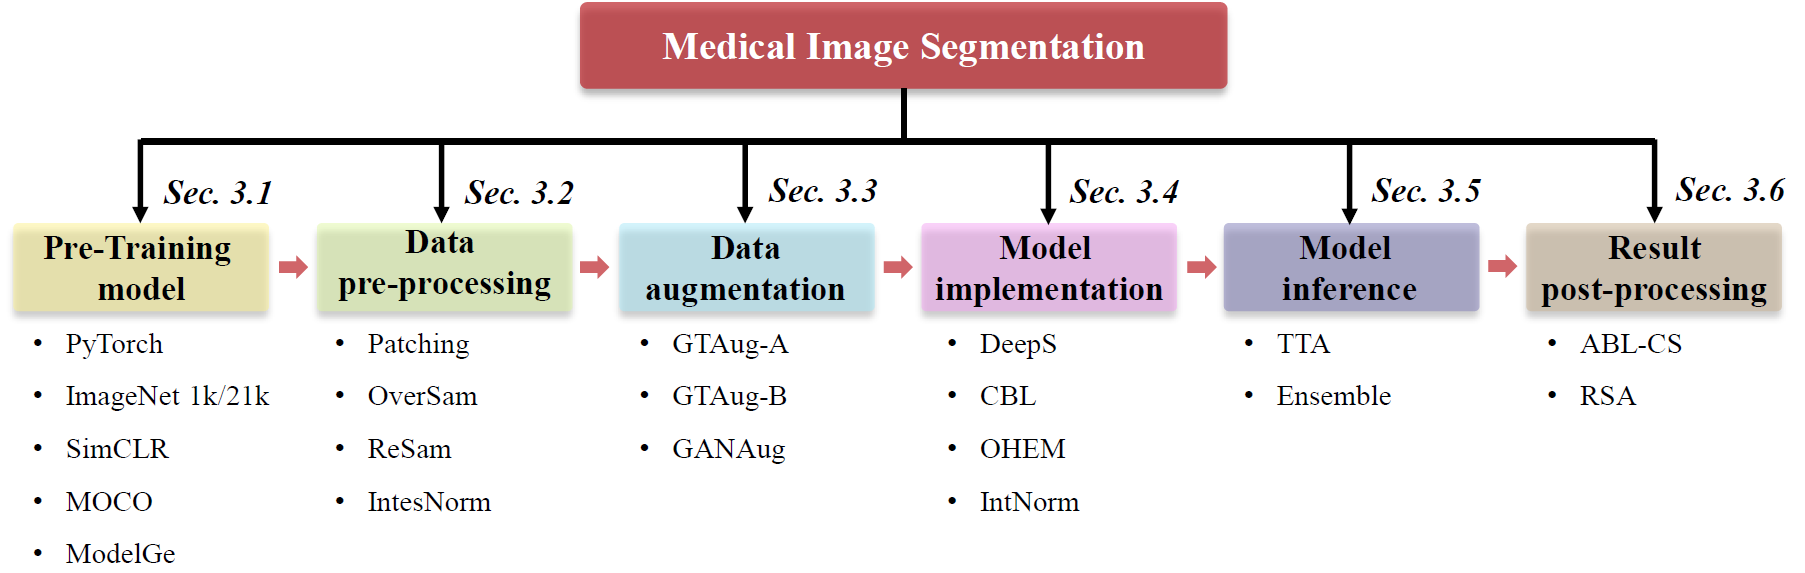 Medical Image Segmentation
Sec. 3.1
Pre-Training
model
• PyTorch
• ImageNet 1k/21k
• SimCLR
• MOCO
• ModelGe
Sec. 3.2
Data
pre-processing
• Patching
• OverSam
• ReSam
• IntesNorm
Sec. 3.3
Data
augmentation
• GTAug-A
• GTAug-B
• GANAug
Sec. 3.4
Model
implementation
• DeepS
• CBL
• OHEM
• IntNorm
Sec. 3.5
Model
inference
• TTA
• Ensemble
Sec. 3.6
Result
post-processing
• ABL-CS
• RSA